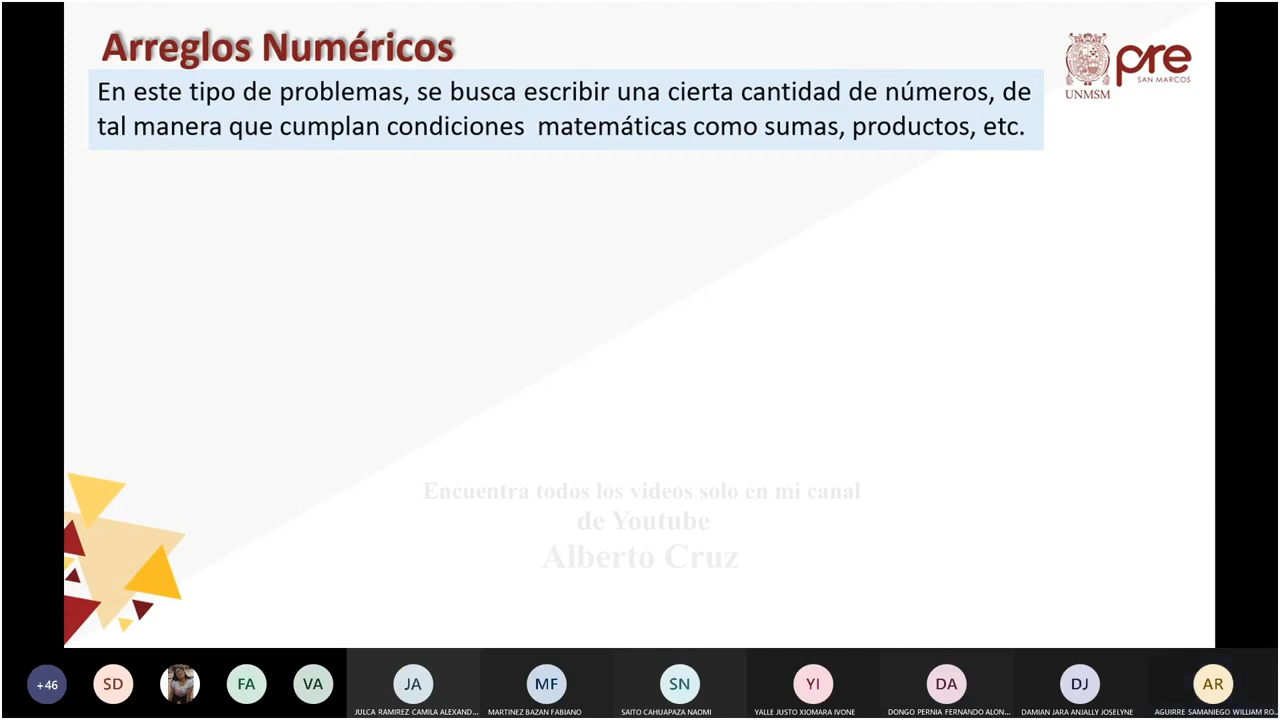 Arreglos Numéricos
pre
SAN MARCOS
UNMSM
En este tipo de problemas, se busca escribir una cierta cantidad de números, de
tal manera que cumplan condiciones matemáticas como sumas, productos, etc.
Encuentra todos los videos solo en mi canal
de Youtube
Alberto Cruz
+46
SD
FA
VA
JA
MF
SN
YI
DA
DJ
AR
JULCA RAMIREZ CAMILA ALEXAND...
MARTINEZ BAZAN FABIANO
SAITO CAHUAPAZA NAOMI
YALLE JUSTO XIOMARA IVONE
DONGO PERNIA FERNANDO ALON...
DAMIAN JARA ANJALLY JOSELYNE
AGUIRRE SAMANIEGO WILLIAM RO...